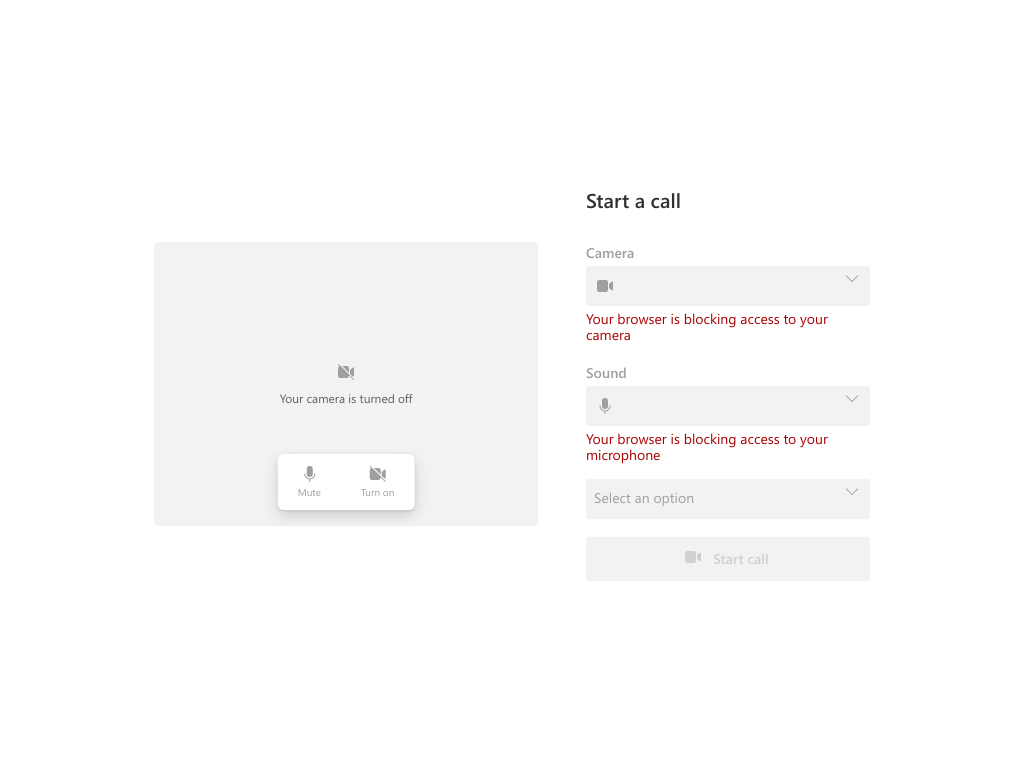 Start a call
Camera
Your browser is blocking access to your
camera
Your camera is turned off
Sound
Your browser is blocking access to your
microphone
Mute
Turn on
Select an option
Start call